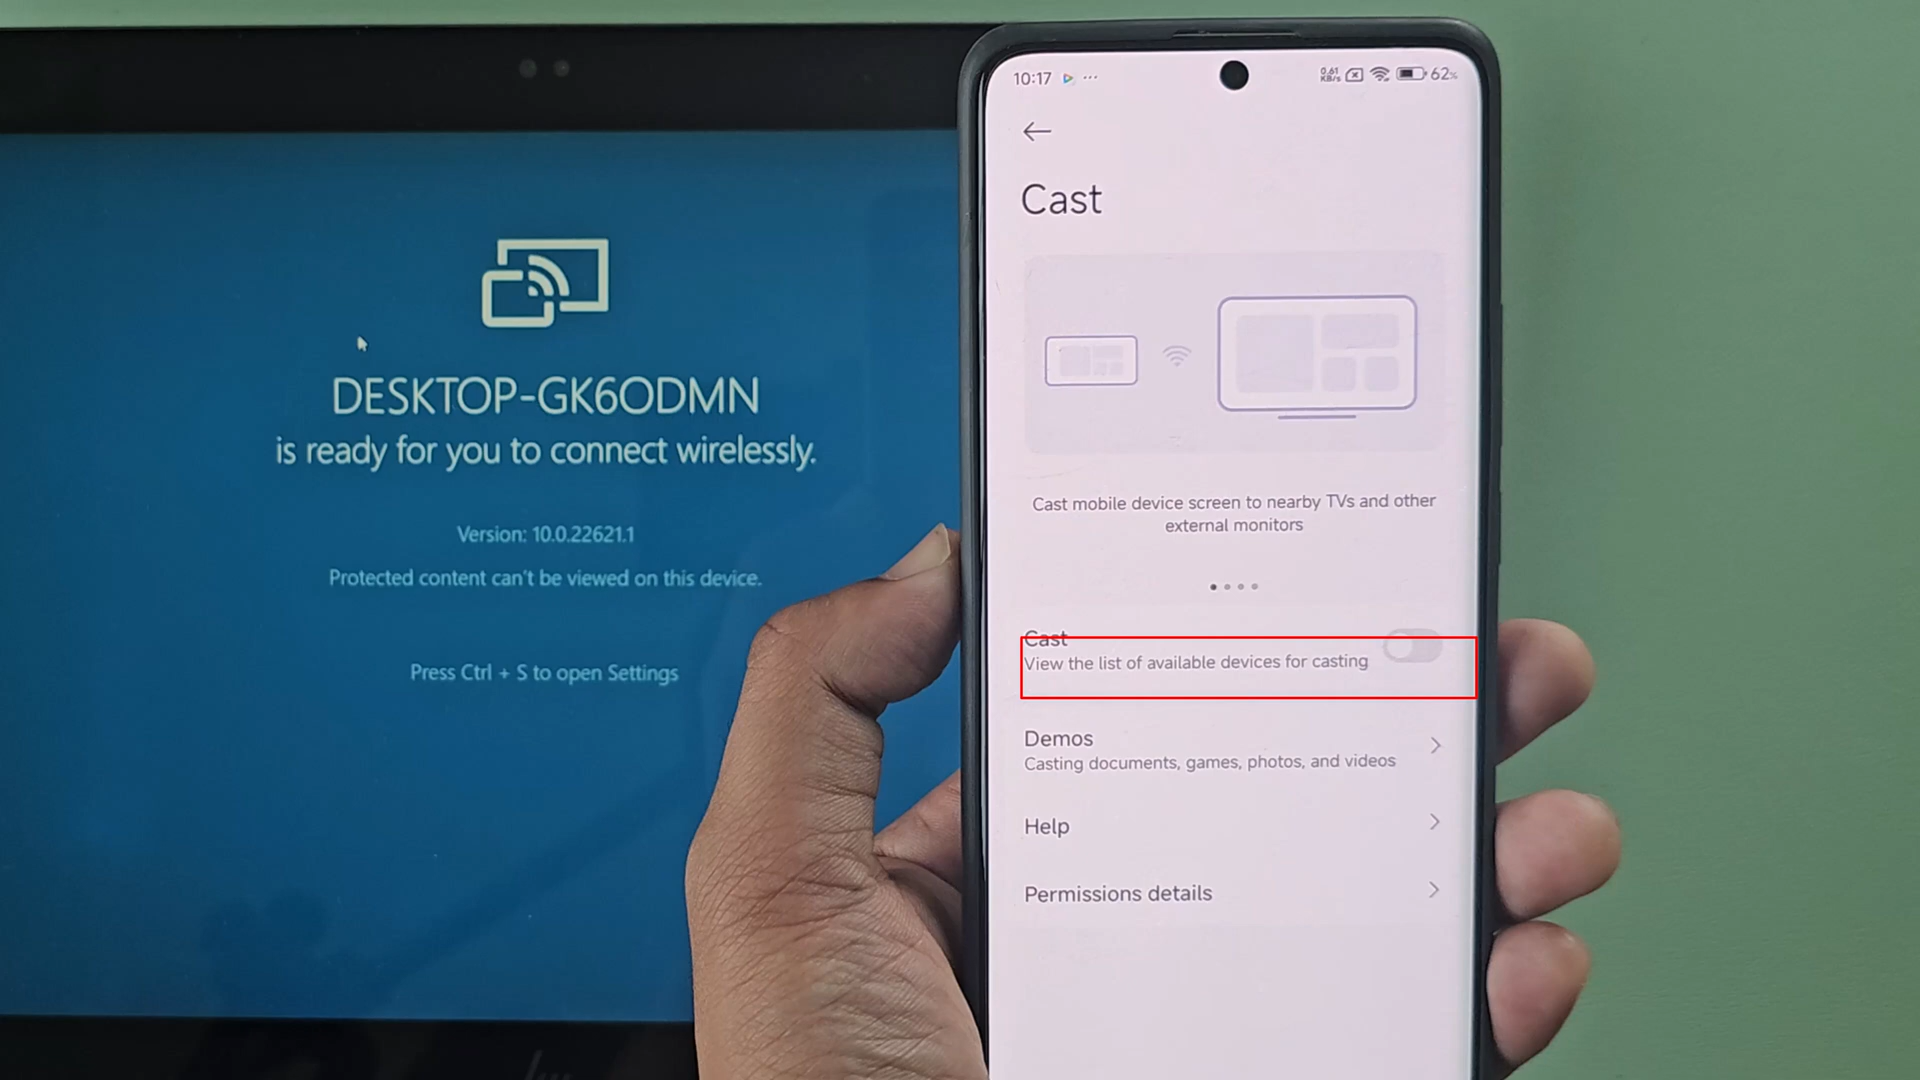 DESKTOP-GK6ODMN
is ready for you to connect wirelessly.
Version: 10.0.22621.1
Protected content can't be viewed on this device.
Press Ctrl + S to open Settings
10:17
0.61
KB/s
62%
Cast
Cast mobile device screen to nearby TVs and other
external monitors
Cast
View the list of available devices for casting
Demos
Casting documents, games, photos, and videos
Help
Permissions details